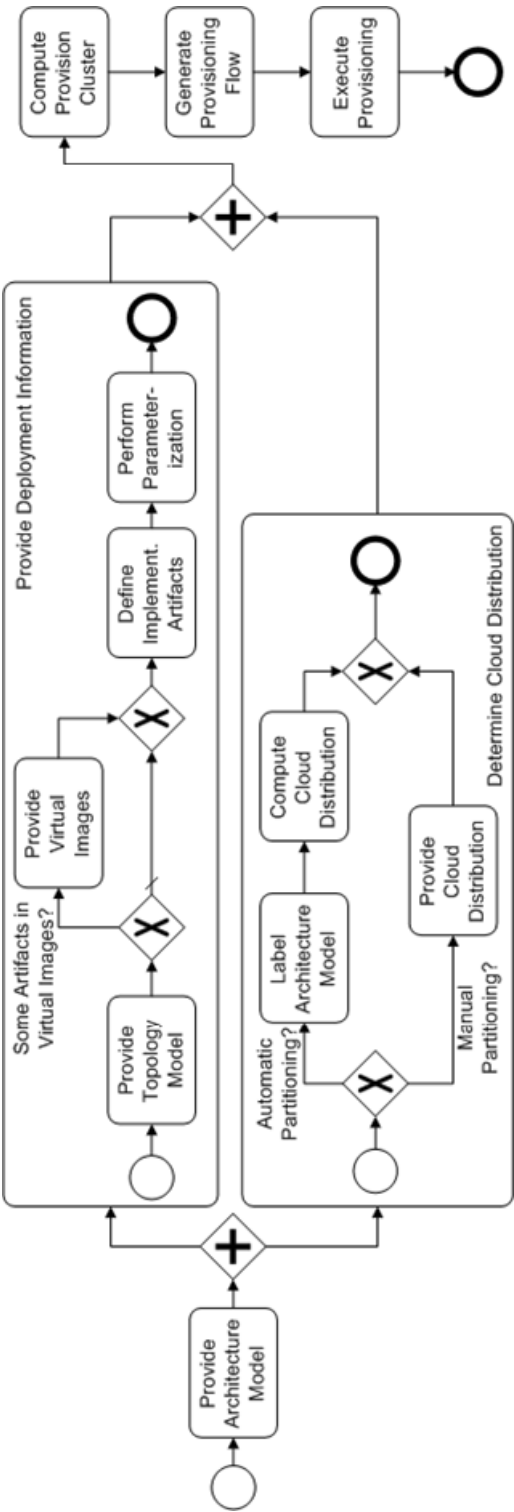 Provide
Architecture
Model
Provide Deployment Information
Some Artifacts in
Virtual Images?
Provide
Topology
Model
Provide
Virtual
Images
Define
Implement.
Artifacts
Perform
Parameter-
ization
Automatic
Partitioning?
Label
Architecture
Model
Compute
Cloud
Distribution
Manual
Partitioning?
Provide
Cloud
Distribution
Determine Cloud Distribution
Compute
Provision
Cluster
Generate
Provisioning
Flow
Execute
Provisioning